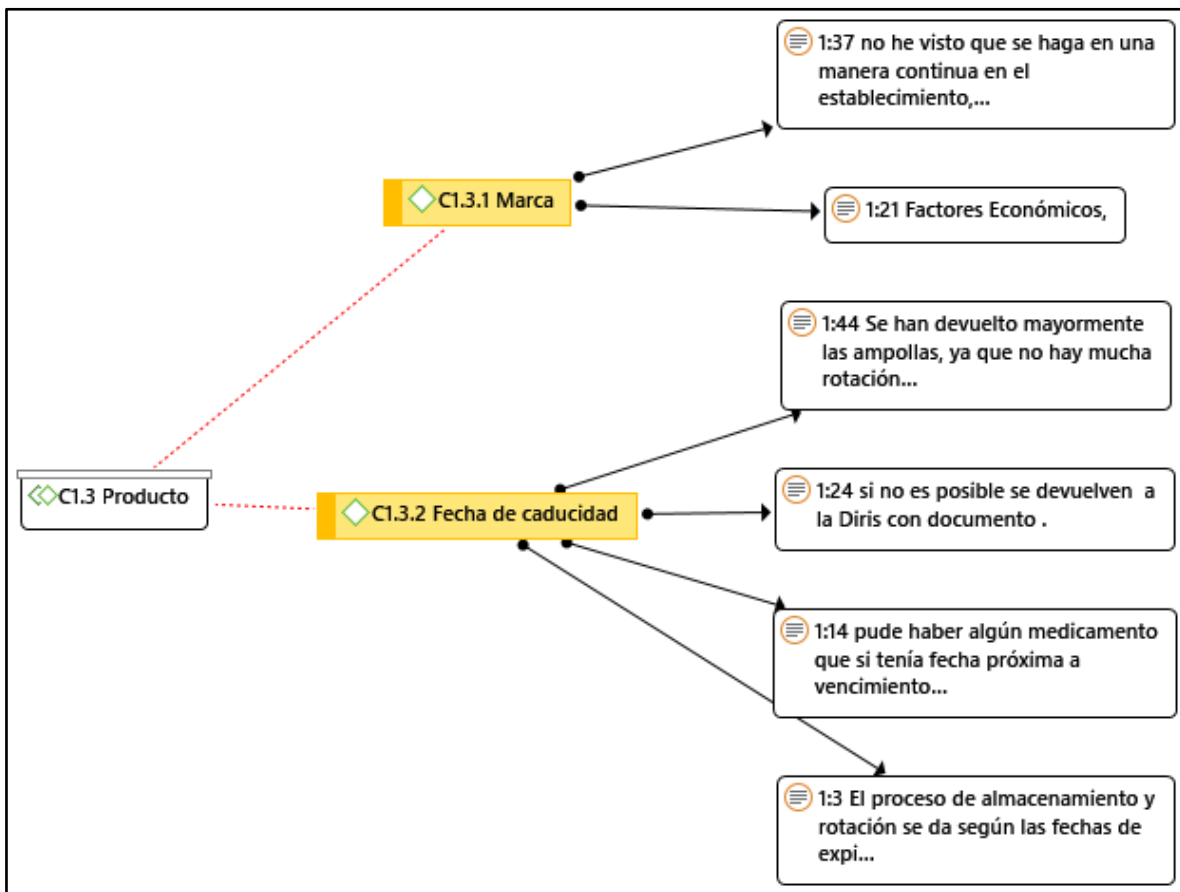 1:37 no he visto que se haga en una
manera continua en el
establecimiento,...
C1.3.1 Marca
1:21 Factores Económicos,
1:44 Se han devuelto mayormente
las ampollas, ya que no hay mucha
rotación...
C1.3 Producto
C1.3.2 Fecha de caducidad
1:24 si no es posible se devuelven a
la Diris con documento .
1:14 pude haber algún medicamento
que si tenía fecha próxima a
vencimiento...
1:3 El proceso de almacenamiento y
rotación se da según las fechas de
expi...